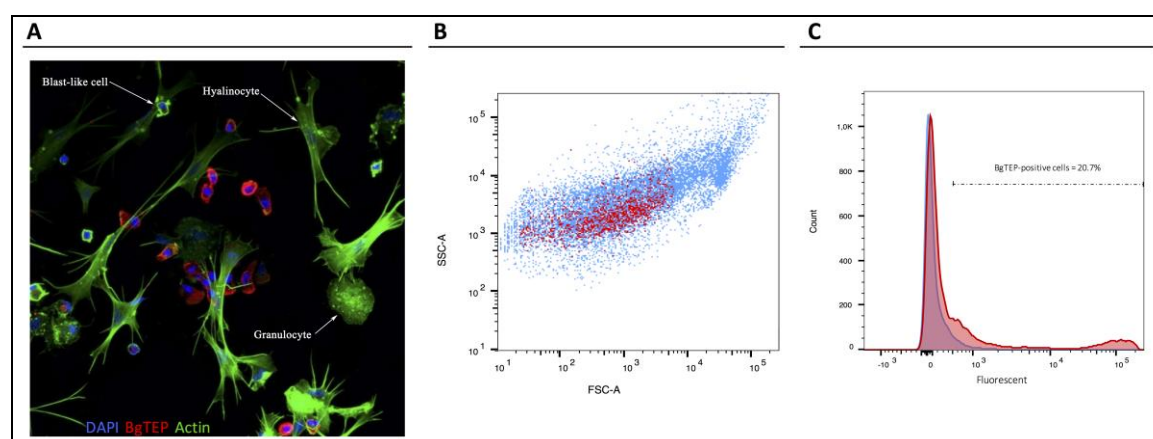 A
B
C
Blast-like cell
Hyalinocyte
Granulocyte
DAPI BgTEP Actin
SSC-A
10^5
10^4
10^3
10^2
10^1
10^1 10^2 10^3 10^4 10^5
FSC-A
Count
1,0K
800
600
400
200
0
BgTEP-positive cells = 20.7%
-10^3 0 10^3 10^4 10^5
Fluorescent